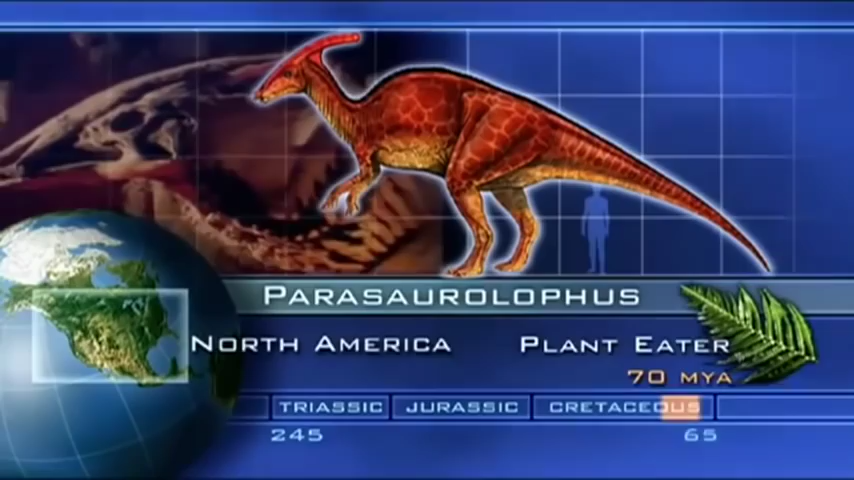 PARASAUROLOPHUS
NORTH AMERICA
PLANT EATER
70 MYA
TRIASSIC
JURASSIC
CRETACEOUS
245
65